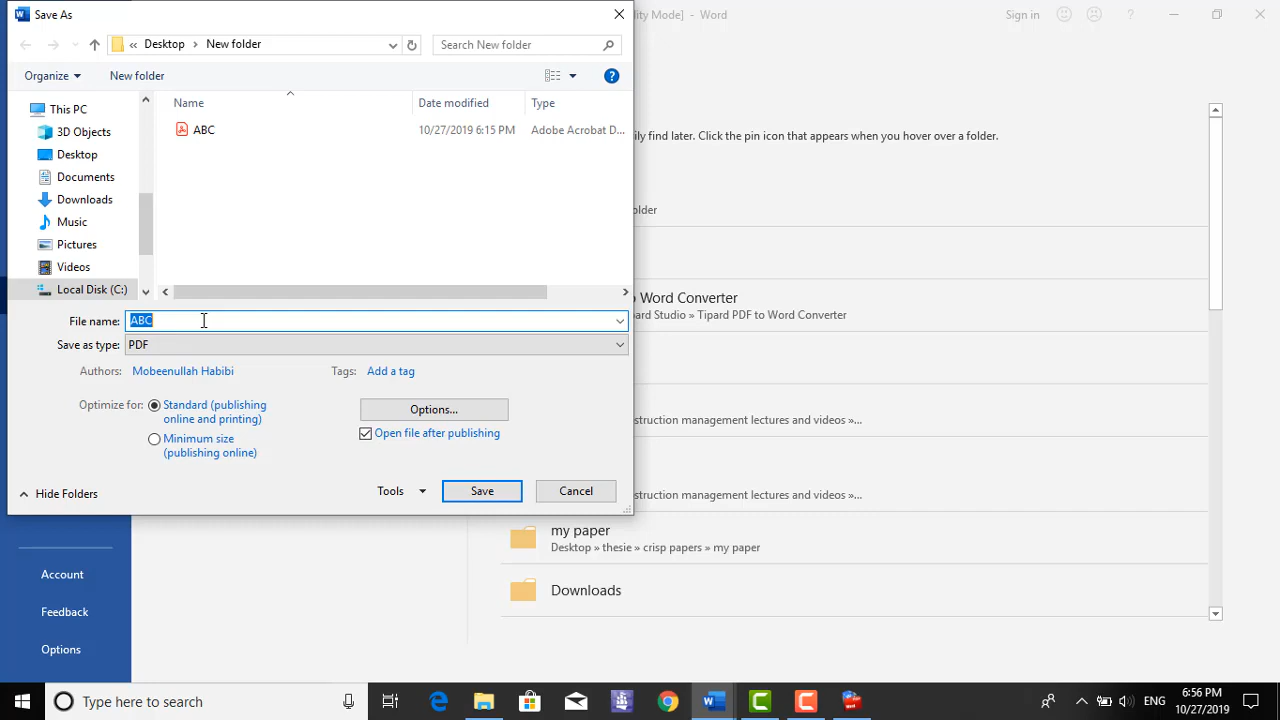 Save As
lity Mode] - Word
Sign in
?
« Desktop › New folder
Search New folder
Organize
New folder
?
This PC
3D Objects
Desktop
Documents
Downloads
Music
Pictures
Videos
Local Disk (C:)
Name
Date modified
Type
ABC
10/27/2019 6:15 PM
Adobe Acrobat D...
ily find later. Click the pin icon that appears when you hover over a folder.
older
o Word Converter
ard Studio » Tipard PDF to Word Converter
File name:
ABC
Save as type:
PDF
Authors:
Mobeenullah Habibi
Tags:
Add a tag
Optimize for:
Standard (publishing
online and printing)
Minimum size
(publishing online)
Options...
Open file after publishing
struction management lectures and videos »...
Hide Folders
Tools
Save
Cancel
struction management lectures and videos »...
my paper
Desktop » thesie » crisp papers » my paper
Downloads
Account
Feedback
Options
Type here to search
ENG
6:56 PM
10/27/2019